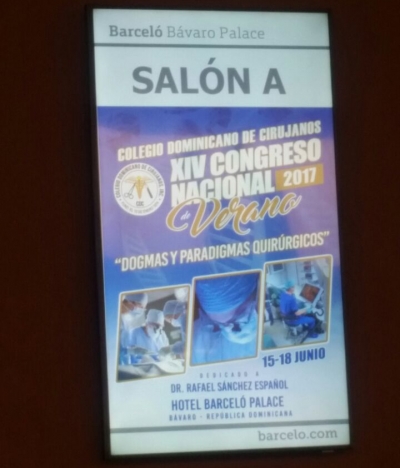 Barceló Bávaro Palace
SALÓN A
COLEGIO DOMINICANO DE CIRUJANOS
XIV CONGRESO
NACIONAL 2017
de Verano
"DOGMAS Y PARADIGMAS QUIRÚRGICOS"
15-18 JUNIO
DEDICADO A
DR. RAFAEL SÁNCHEZ ESPAÑOL
HOTEL BARCELÓ PALACE
BÁVARO - REPÚBLICA DOMINICANA
barcelo.com